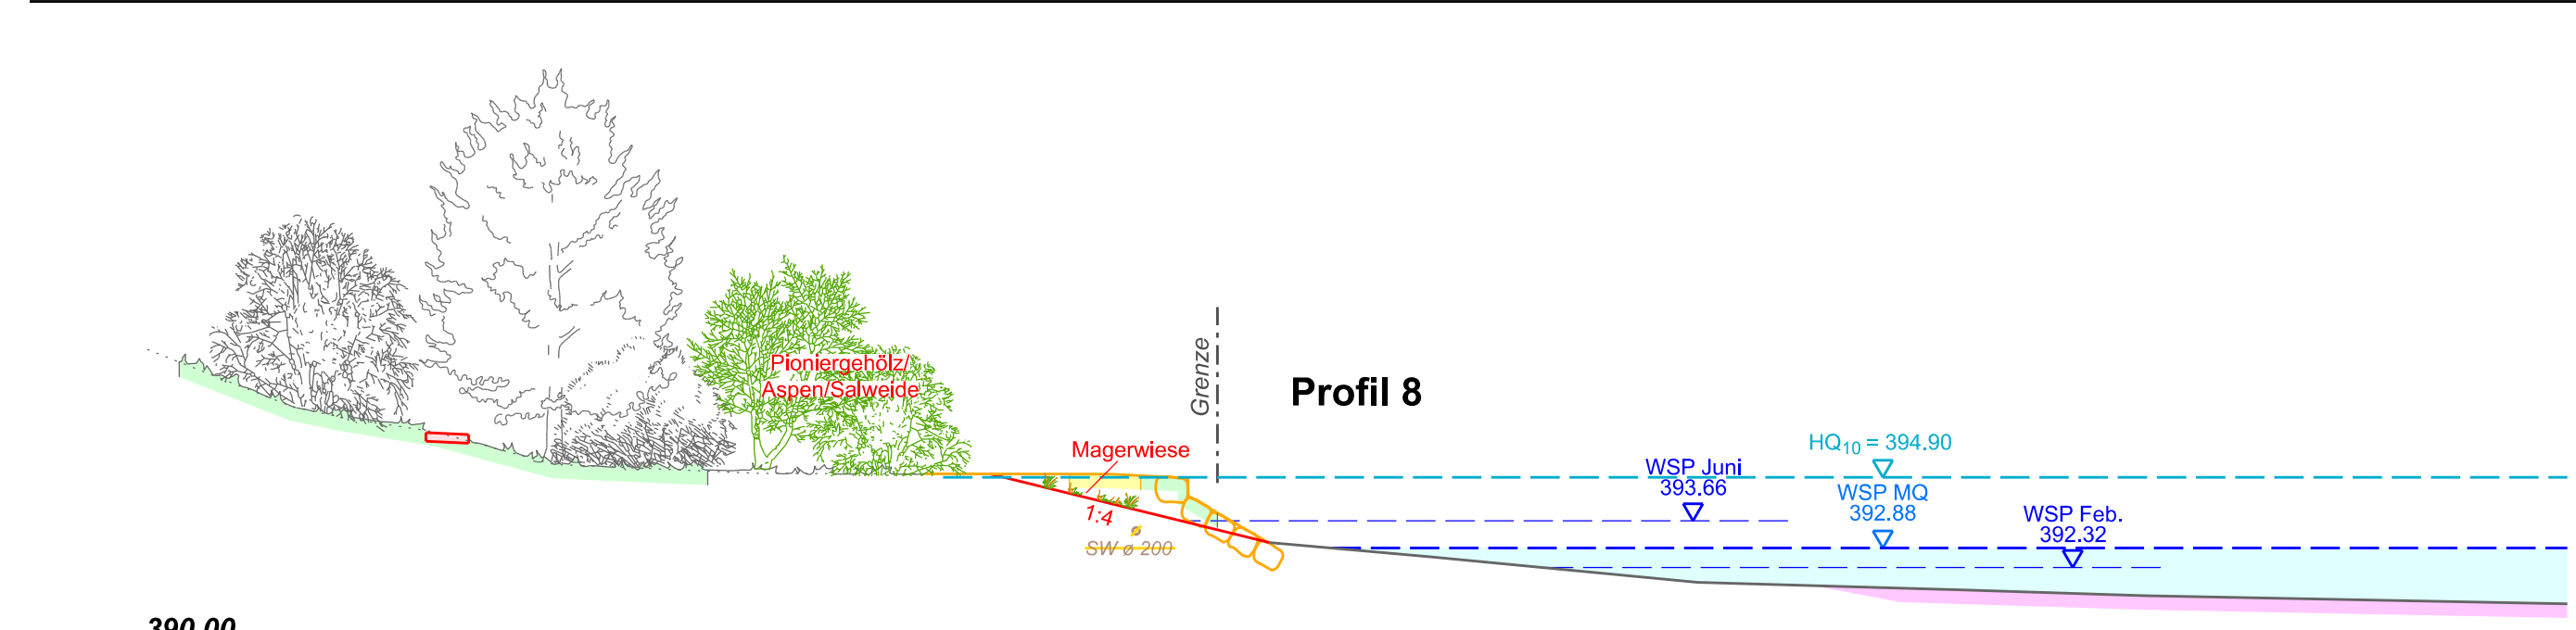 Pioniergehölz/
Aspen/Salweide
Magerwiese
1:4
SW ø 200
Grenze
Profil 8
WSP Juni
393.66
HQ10 = 394.90
WSP MQ
392.88
WSP Feb.
392.32
390.00